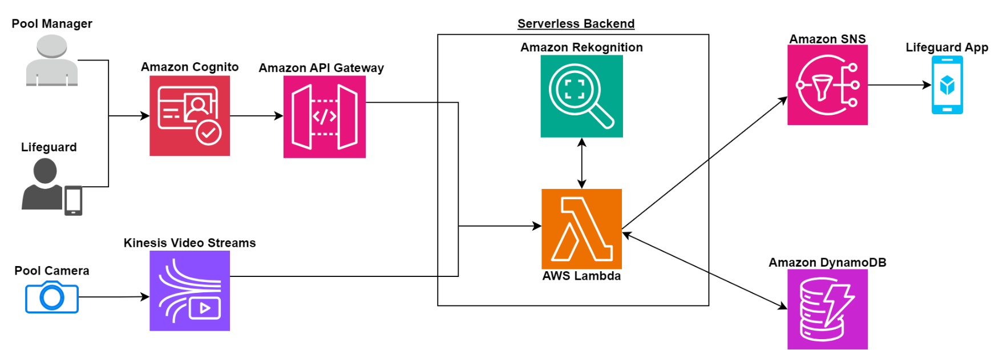 Pool Manager
Lifeguard
Pool Camera
Amazon Cognito
Amazon API Gateway
Kinesis Video Streams
Serverless Backend
Amazon Rekognition
AWS Lambda
Amazon SNS
Lifeguard App
Amazon DynamoDB